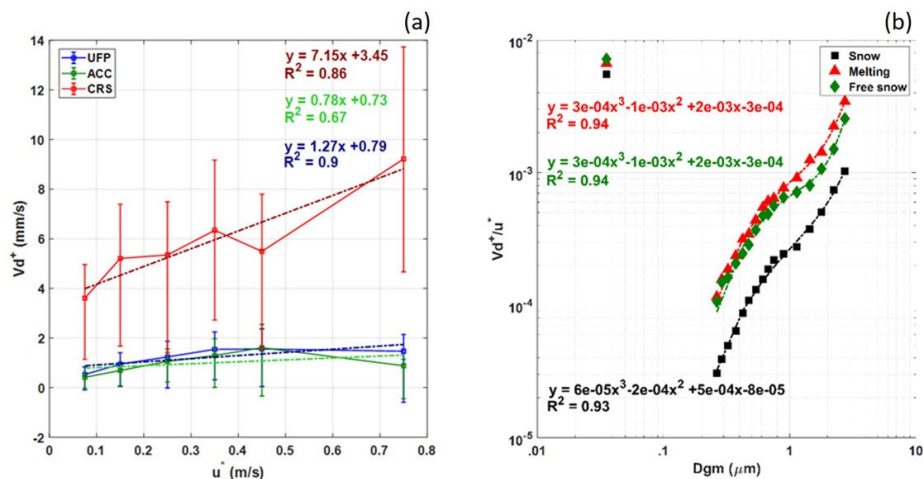 (a)
14
12
10
8
6
4
2
0
-2
Vd⁺ (mm/s)
UFP
ACC
CRS
y = 7.15x + 3.45
R² = 0.86
y = 0.78x +0.73
R² = 0.67
y = 1.27x +0.79
R² = 0.9
0 0.1 0.2 0.3 0.4 0.5 0.6 0.7 0.8
u* (m/s)
(b)
10⁻²
10⁻³
10⁻⁴
10⁻⁵
Vd⁺/u*
Snow
Melting
Free snow
y = 3e-04x³-1e-03x² +2e-03x-3e-04
R² = 0.94
y = 3e-04x³-1e-03x² +2e-03x-3e-04
R² = 0.94
y = 6e-05x³-2e-04x² +5e-04x-8e-05
R² = 0.93
.01 .10 1 10
Dgm (μm)